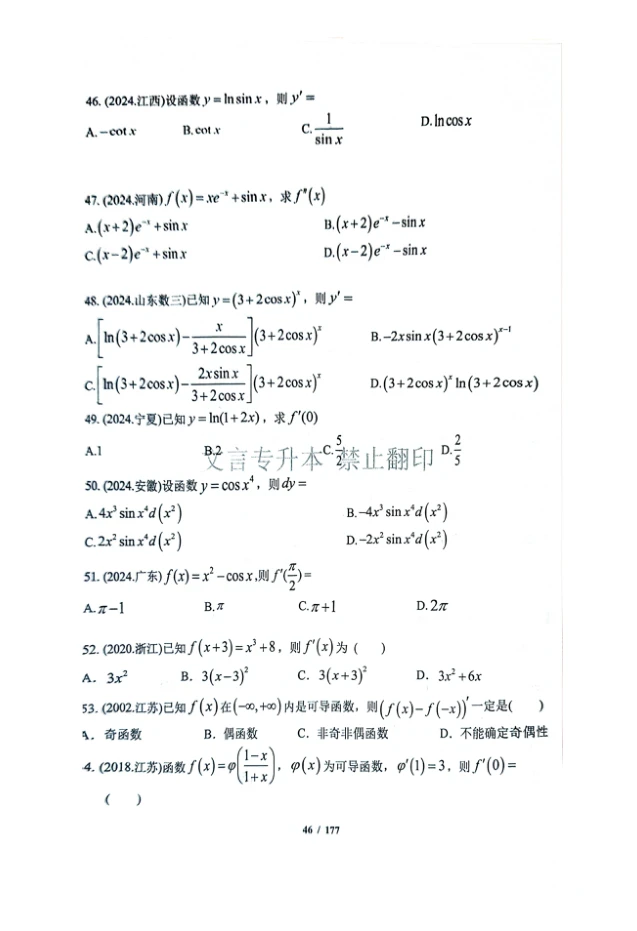 46. (2024.江西)设函数 y = ln sin x，则 y′ =
A. −cot x B. cot x C. 1/sin x D. ln cos x
47. (2024.河南) f(x) = xe⁻ˣ + sin x，求 f″(x)
A.(x+2)e⁻ˣ + sin x B.(x+2)e⁻ˣ − sin x
C.(x−2)e⁻ˣ + sin x D.(x−2)e⁻ˣ − sin x
48. (2024.山东数三)已知 y = (3+2cos x)ˣ，则 y′ =
A.[ln(3+2cos x) − x/(3+2cos x)](3+2cos x)ˣ B.−2x sin x(3+2cos x)ˣ⁻¹
C.[ln(3+2cos x) − 2x sin x/(3+2cos x)](3+2cos x)ˣ D.(3+2cos x)ˣ ln(3+2cos x)
49. (2024.宁夏)已知 y = ln(1+2x)，求 f′(0)
A.1 B.2 C.5/2 D.2/5
文言专升本 禁止翻印
50. (2024.安徽)设函数 y = cos x⁴，则 dy =
A.4x³ sin x⁴d(x²) B.−4x³ sin x⁴d(x²)
C.2x² sin x⁴d(x²) D.−2x² sin x⁴d(x²)
51. (2024.广东) f(x) = x² − cos x,则 f′(π/2) =
A.π−1 B.π C.π+1 D.2π
52. (2020.浙江)已知 f(x+3) = x³+8，则 f′(x) 为 ( )
A. 3x² B. 3(x−3)² C. 3(x+3)² D. 3x²+6x
53. (2002.江苏)已知 f(x) 在 (−∞,+∞) 内是可导函数，则 (f(x)−f(−x))′ 一定是( )
A. 奇函数 B. 偶函数 C. 非奇非偶函数 D. 不能确定奇偶性
4. (2018.江苏)函数 f(x) = φ((1−x)/(1+x))，φ(x) 为可导函数，φ′(1) = 3，则 f′(0) =
( )
46 / 177